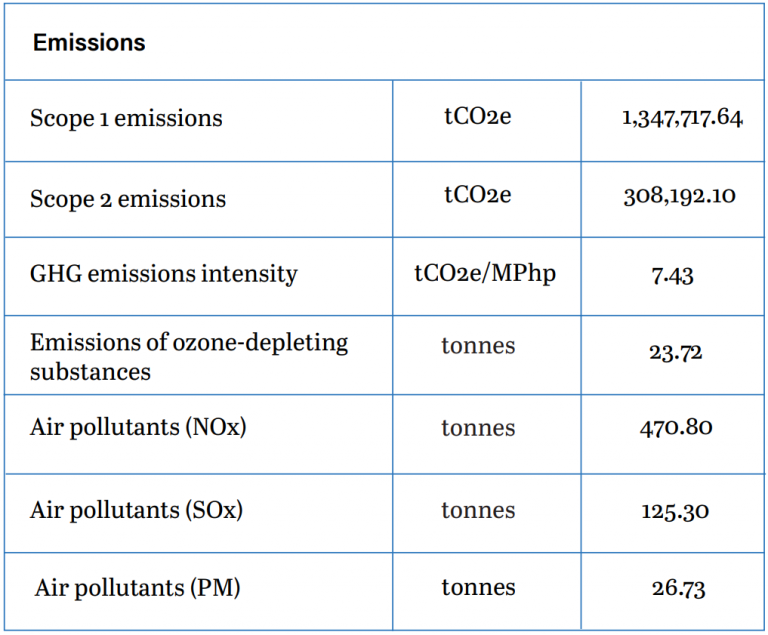 Emissions
Scope 1 emissions tCO2e 1,347,717.64
Scope 2 emissions tCO2e 308,192.10
GHG emissions intensity tCO2e/MPhp 7.43
Emissions of ozone-depleting
substances tonnes 23.72
Air pollutants (NOx) tonnes 470.80
Air pollutants (SOx) tonnes 125.30
Air pollutants (PM) tonnes 26.73